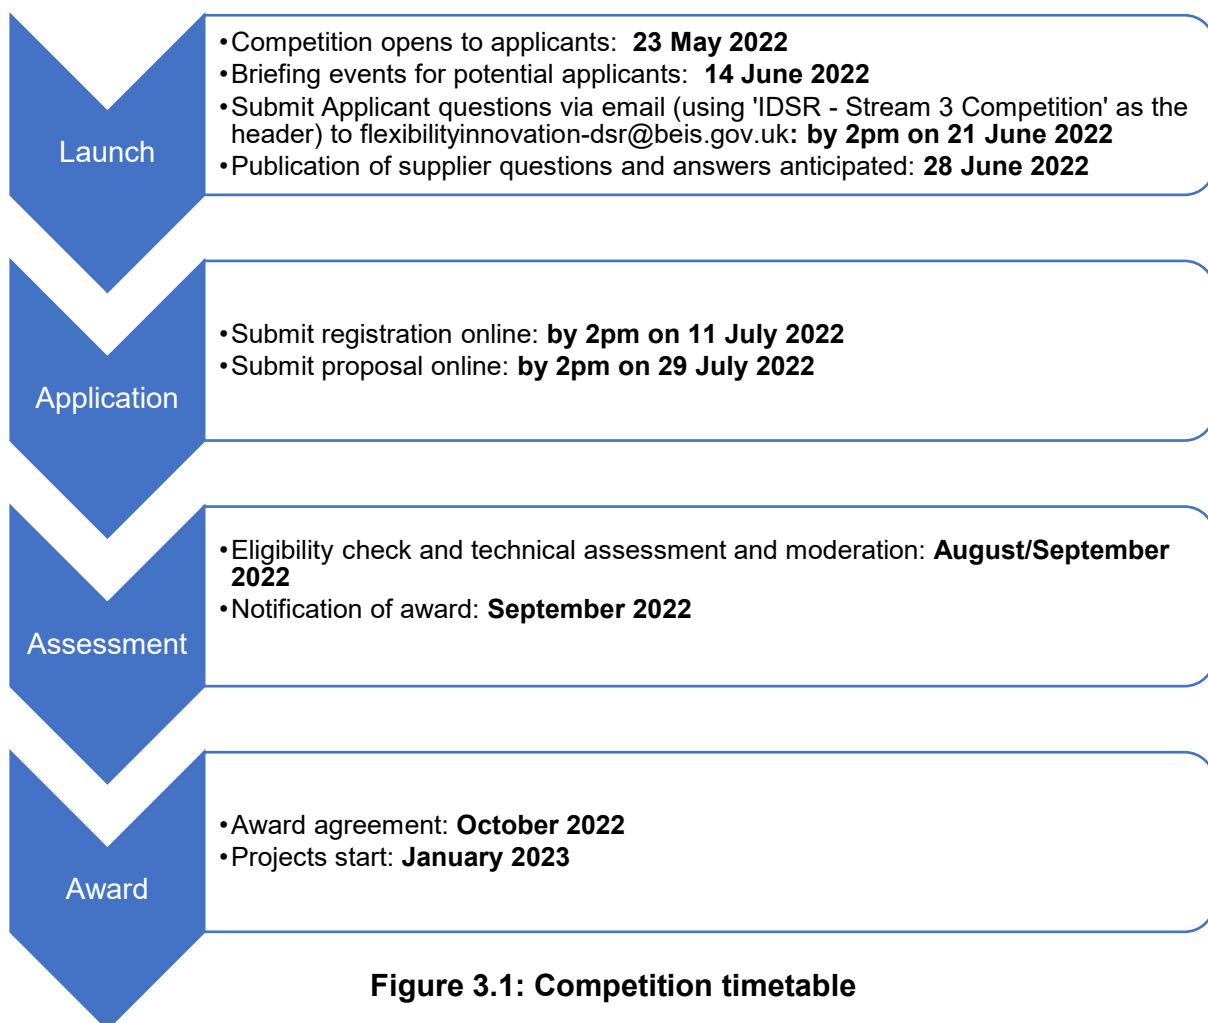 Launch
•Competition opens to applicants:  23 May 2022
•Briefing events for potential applicants:  14 June 2022
•Submit Applicant questions via email (using 'IDSR - Stream 3 Competition' as the
header) to flexibilityinnovation-dsr@beis.gov.uk: by 2pm on 21 June 2022
•Publication of supplier questions and answers anticipated: 28 June 2022
Application
•Submit registration online: by 2pm on 11 July 2022
•Submit proposal online: by 2pm on 29 July 2022
Assessment
•Eligibility check and technical assessment and moderation: August/September
2022
•Notification of award: September 2022
Award
•Award agreement: October 2022
•Projects start: January 2023
Figure 3.1: Competition timetable